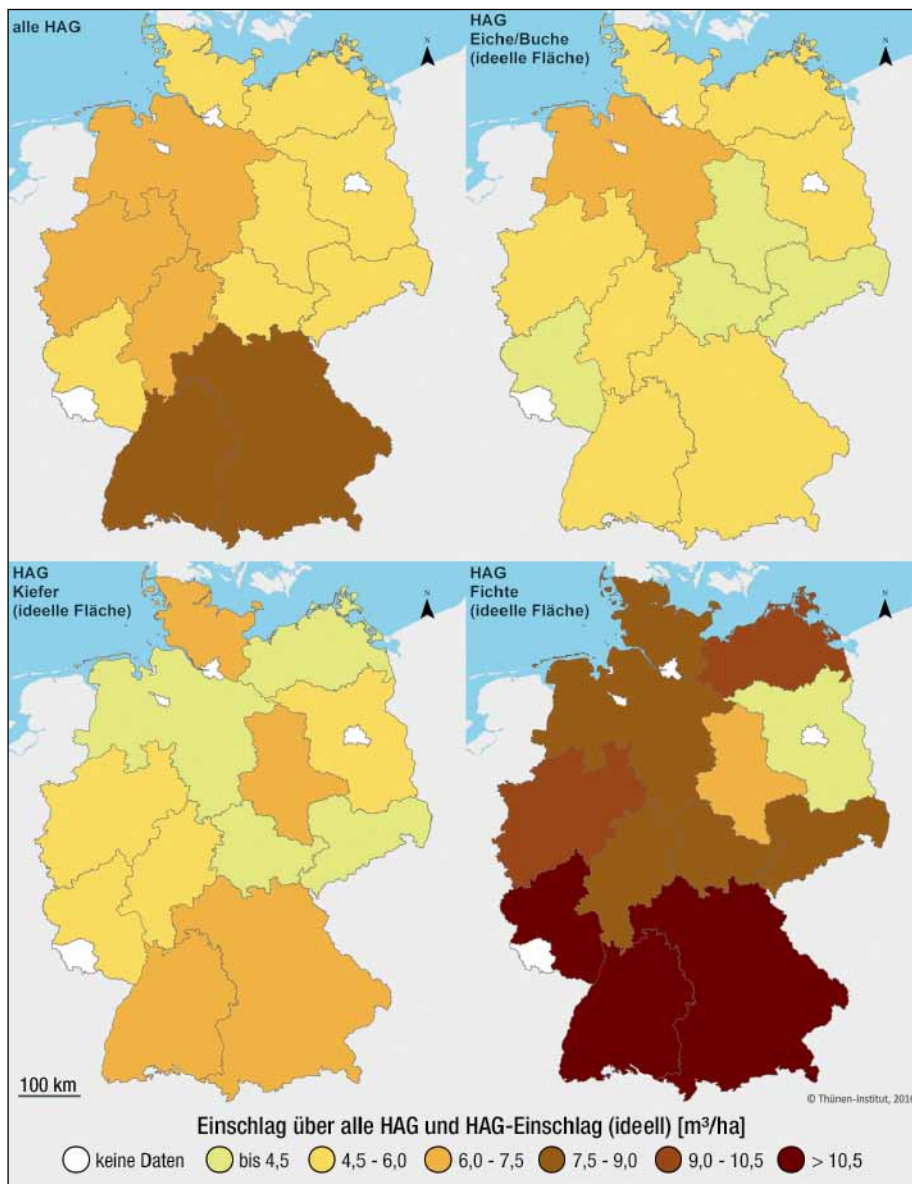 alle HAG
N
HAG
Eiche/Buche
(ideelle Fläche)
N
HAG
Kiefer
(ideelle Fläche)
N
HAG
Fichte
(ideelle Fläche)
N
100 km
© Thünen-Institut, 2016
Einschlag über alle HAG und HAG-Einschlag (ideell) [m³/ha]
keine Daten bis 4,5 4,5 - 6,0 6,0 - 7,5 7,5 - 9,0 9,0 - 10,5 > 10,5